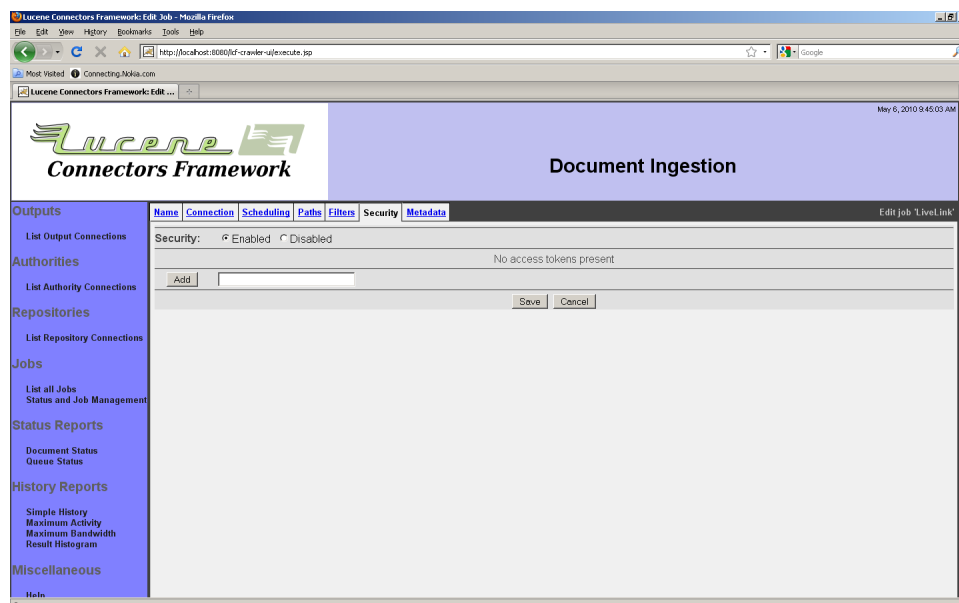 Lucene Connectors Framework: Edit Job - Mozilla Firefox
File Edit View History Bookmarks Tools Help
http://localhost:8080/lcf-crawler-ui/execute.jsp
Google
Most Visited Connecting.Nokia.com
Lucene Connectors Framework: Edit ...
May 6, 2010 9:45:03 AM
Lucene
Connectors Framework
Document Ingestion
Name Connection Scheduling Paths Filters Security Metadata
Edit job 'LiveLink'
Outputs
List Output Connections
Authorities
List Authority Connections
Repositories
List Repository Connections
Jobs
List all Jobs
Status and Job Management
Status Reports
Document Status
Queue Status
History Reports
Simple History
Maximum Activity
Maximum Bandwidth
Result Histogram
Miscellaneous
Help
Security: Enabled Disabled
No access tokens present
Add
Save Cancel